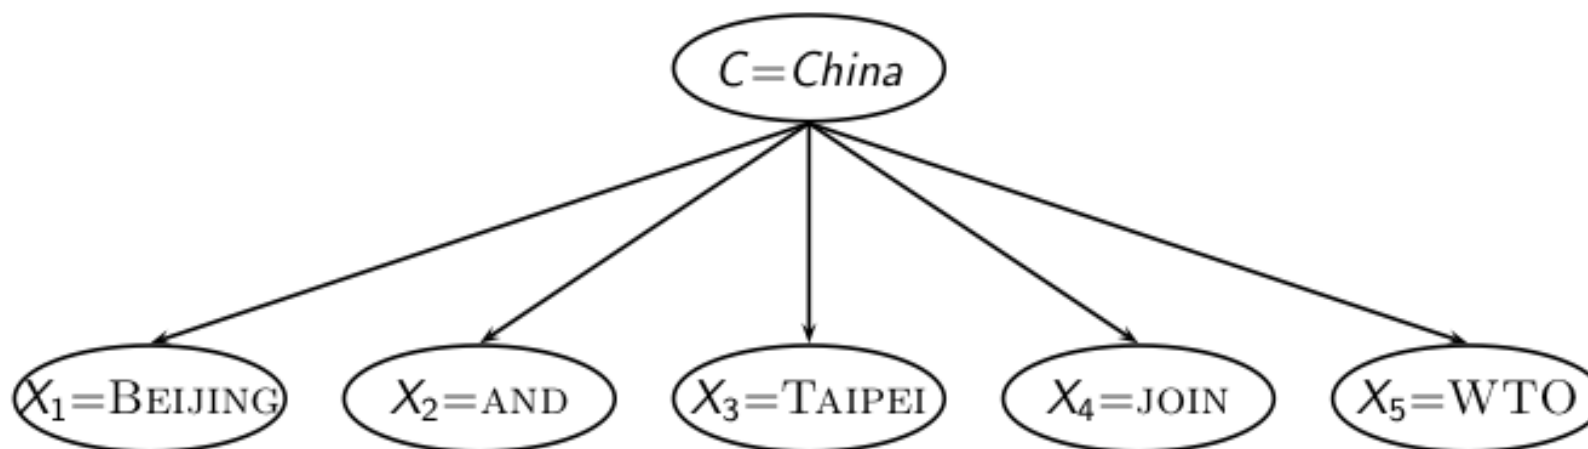 C=China
X₁=BEIJING X₂=AND X₃=TAIPEI X₄=JOIN X₅=WTO